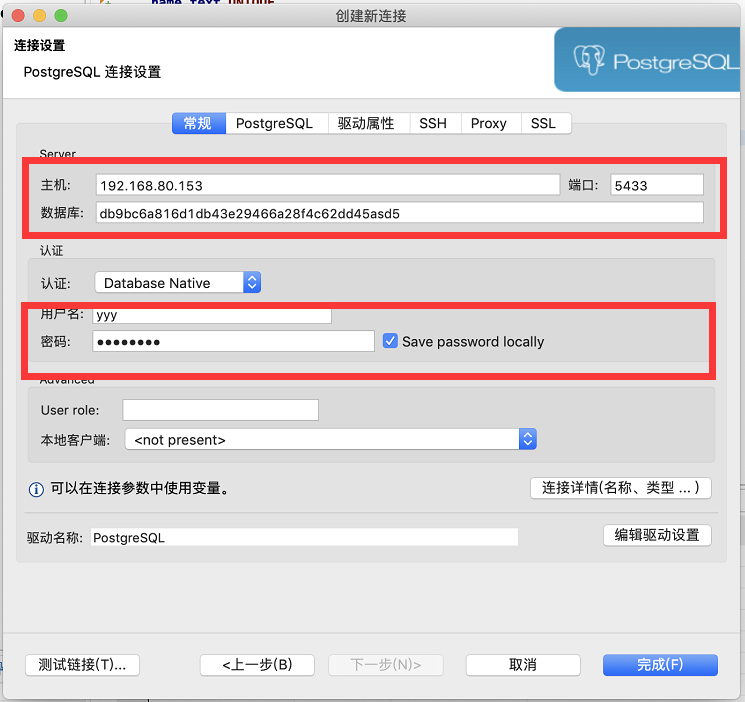 name text UNIQUE
创建新连接
连接设置
PostgreSQL 连接设置
PostgreSQL
常规 PostgreSQL 驱动属性 SSH Proxy SSL
Server
主机: 192.168.80.153 端口: 5433
数据库: db9bc6a816d1db43e29466a28f4c62dd45asd5
认证
认证: Database Native
用户名: yyy
密码: ●●●●●●●● Save password locally
Advanced
User role:
本地客户端: <not present>
可以在连接参数中使用变量。 连接详情(名称、类型 ... )
驱动名称: PostgreSQL 编辑驱动设置
测试链接(T)... <上一步(B) 下一步(N)> 取消 完成(F)